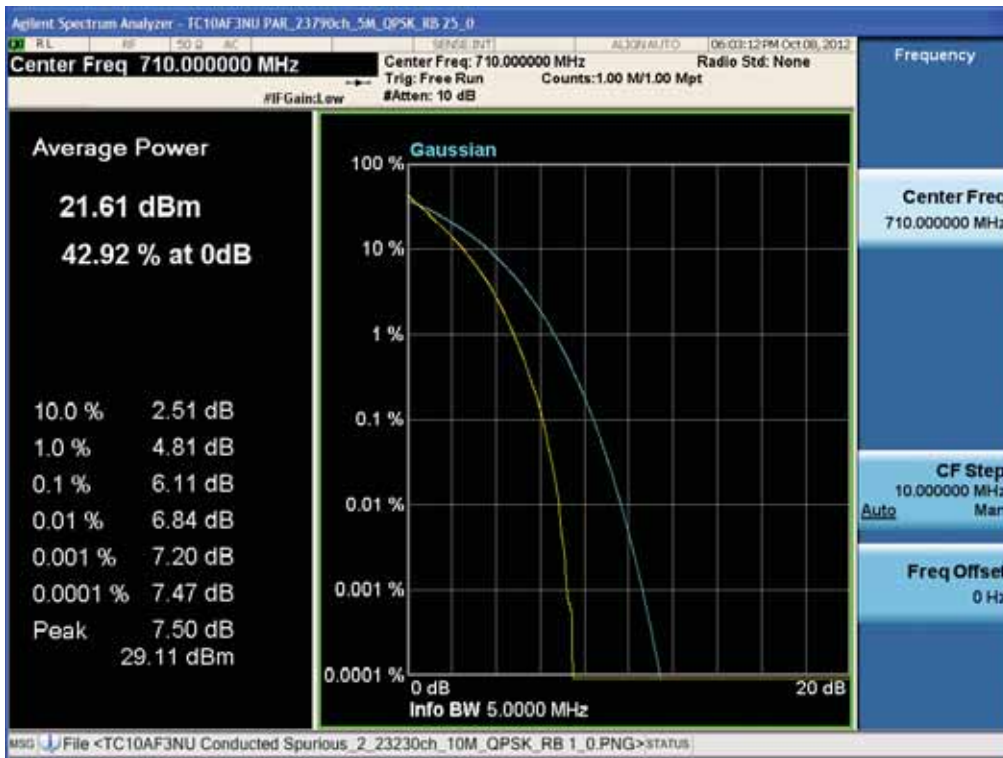 Agilent Spectrum Analyzer - TC10AF3NU PAR_23790ch_5M_QPSK_RB 25_0
RL RF 50 Ω AC SENSE:INT ALIGN AUTO 06:03:12 PM Oct 08, 2012
Center Freq 710.000000 MHz
Center Freq: 710.000000 MHz Radio Std: None
Trig: Free Run Counts:1.00 M/1.00 Mpt
#IFGain:Low #Atten: 10 dB
Average Power
21.61 dBm
42.92 % at 0dB
10.0 % 2.51 dB
1.0 % 4.81 dB
0.1 % 6.11 dB
0.01 % 6.84 dB
0.001 % 7.20 dB
0.0001 % 7.47 dB
Peak 7.50 dB
29.11 dBm
Gaussian
100 %
10 %
1 %
0.1 %
0.01 %
0.001 %
0.0001 %
0 dB 20 dB
Info BW 5.0000 MHz
Frequency
Center Freq
710.000000 MHz
CF Step
10.000000 MHz
Auto Man
Freq Offset
0 Hz
MSG File <TC10AF3NU Conducted Spurious_2_23230ch_10M_QPSK_RB 1_0.PNG> STATUS